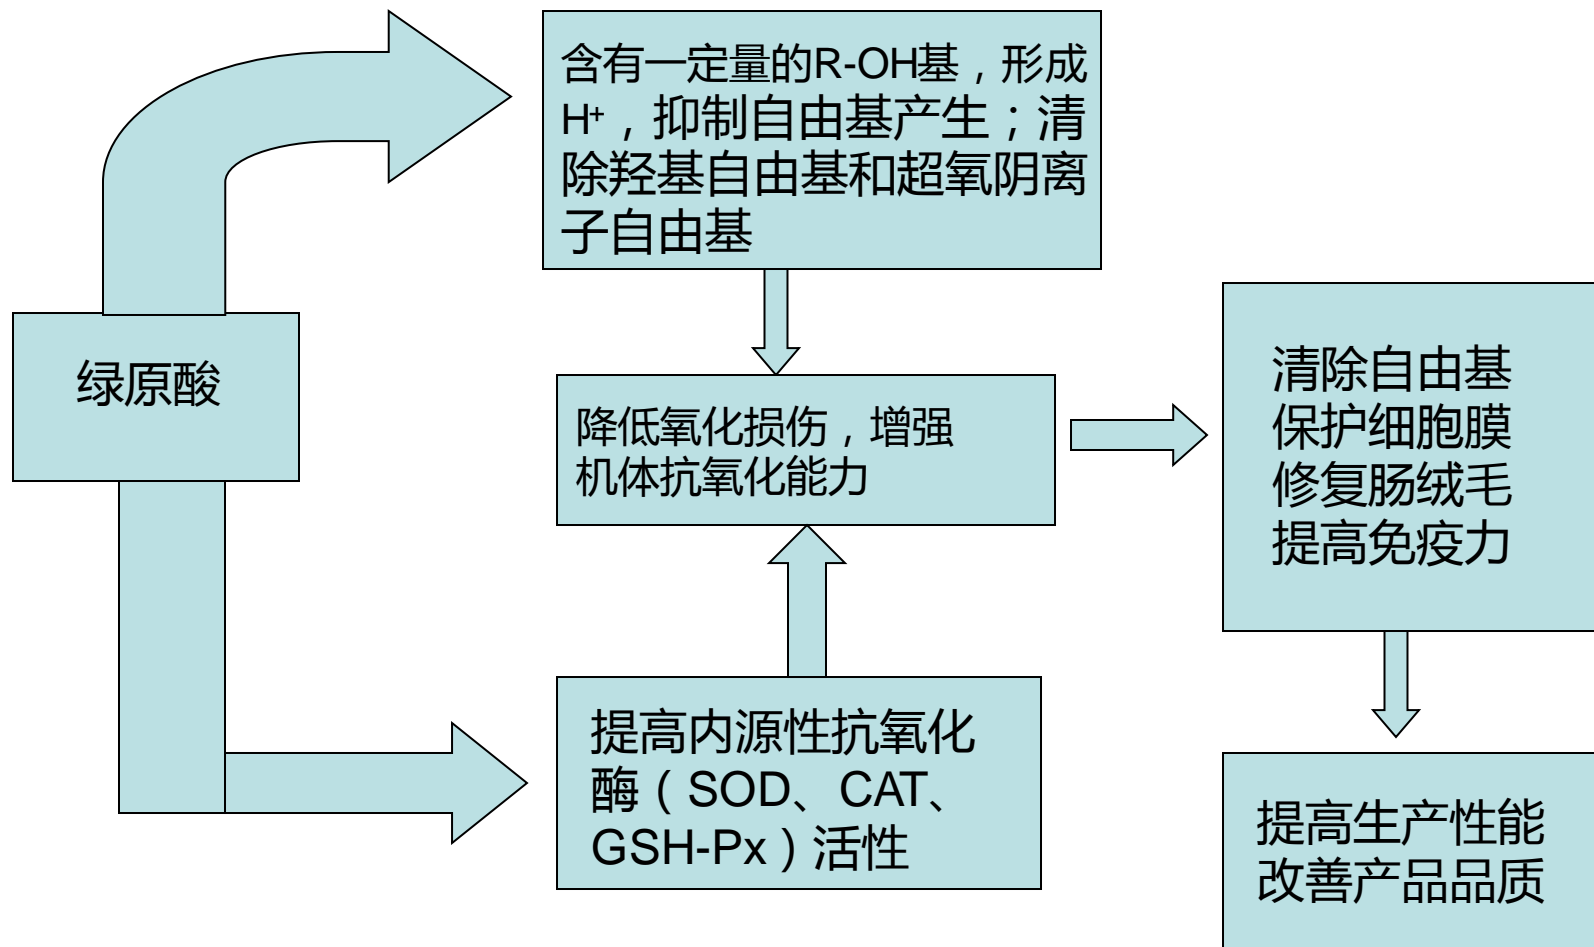 绿原酸
含有一定量的R-OH基，形成
H⁺，抑制自由基产生；清
除羟基自由基和超氧阴离
子自由基
降低氧化损伤，增强
机体抗氧化能力
提高内源性抗氧化
酶（SOD、CAT、
GSH-Px）活性
清除自由基
保护细胞膜
修复肠绒毛
提高免疫力
提高生产性能
改善产品品质